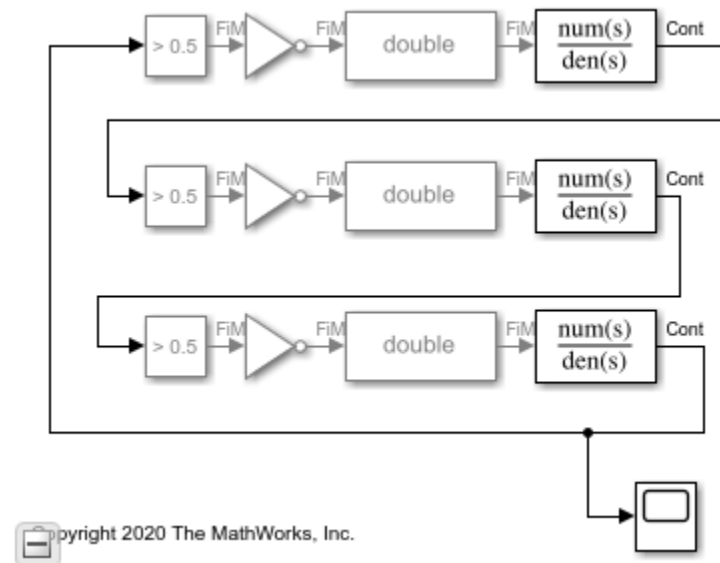 > 0.5 FiM FiM double FiM num(s) Cont
den(s)
> 0.5 FiM FiM double FiM num(s) Cont
den(s)
> 0.5 FiM FiM double FiM num(s) Cont
den(s)
Copyright 2020 The MathWorks, Inc.